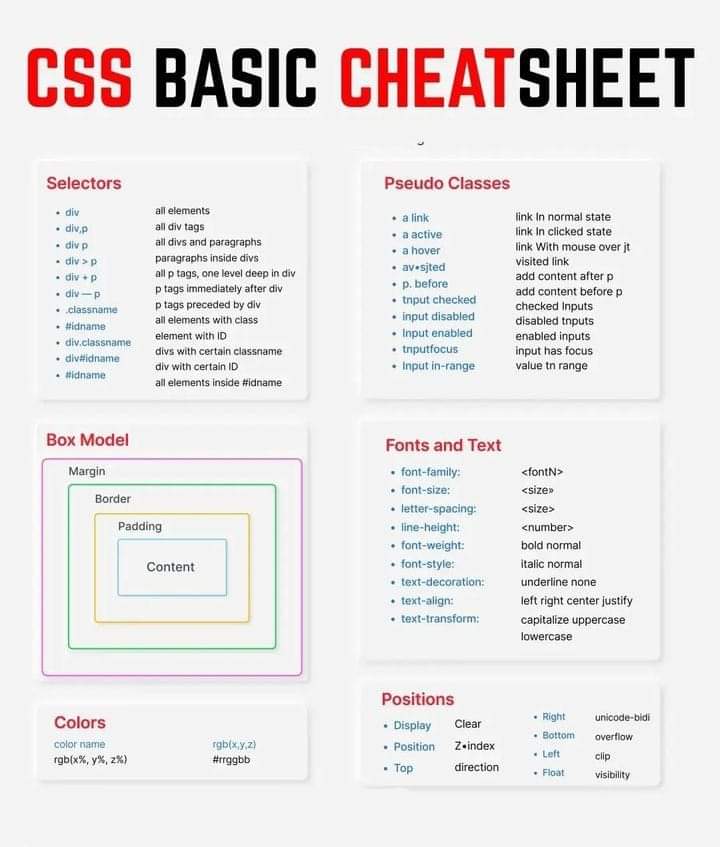 CSS BASIC CHEATSHEET
Selectors
• div
• div,p
• div p
• div > p
• div + p
• div — p
• .classname
• #idname
• div.classname
• div#idname
• #idname
all elements
all div tags
all divs and paragraphs
paragraphs inside divs
all p tags, one level deep in div
p tags immediately after div
p tags preceded by div
all elements with class
element with ID
divs with certain classname
div with certain ID
all elements inside #idname
Pseudo Classes
• a link
• a active
• a hover
• av•sjted
• p. before
• tnput checked
• input disabled
• Input enabled
• tnputfocus
• Input in-range
link In normal state
link In clicked state
link With mouse over jt
visited link
add content after p
add content before p
checked Inputs
disabled tnputs
enabled inputs
input has focus
value tn range
Box Model
Margin
Border
Padding
Content
Fonts and Text
• font-family: <fontN>
• font-size: <size»
• letter-spacing: <size>
• line-height: <number>
• font-weight: bold normal
• font-style: italic normal
• text-decoration: underline none
• text-align: left right center justify
• text-transform: capitalize uppercase
lowercase
Colors
color name rgb(x,y,z)
rgb(x%, y%, z%) #rrggbb
Positions
• Display Clear
• Position Z•index
• Top direction
• Right unicode-bidi
• Bottom overflow
• Left clip
• Float visibility